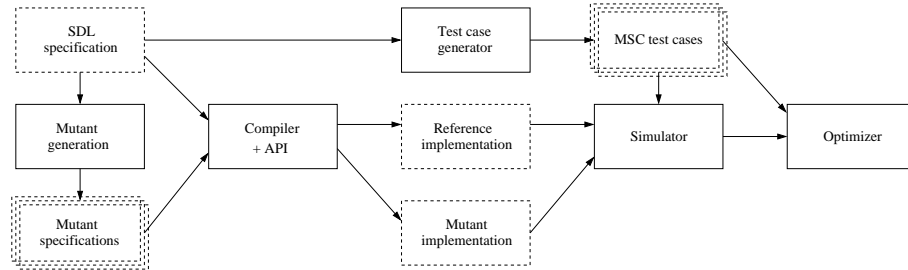 SDL
specification
Test case
generator
MSC test cases
Mutant
generation
Compiler
+ API
Reference
implementation
Simulator
Optimizer
Mutant
specifications
Mutant
implementation